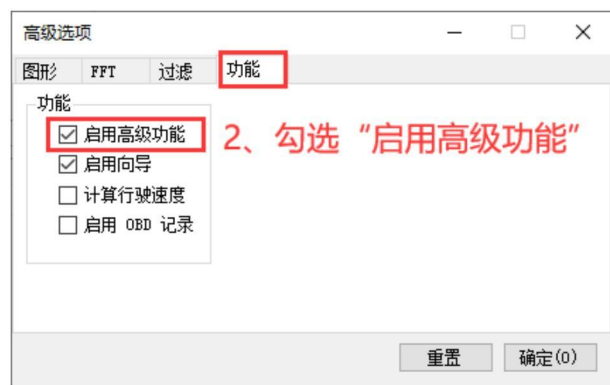 高级选项
图形 FFT 过滤 功能
功能
启用高级功能
2、勾选“启用高级功能”
启用向导
计算行驶速度
启用 OBD 记录
重置 确定(O)